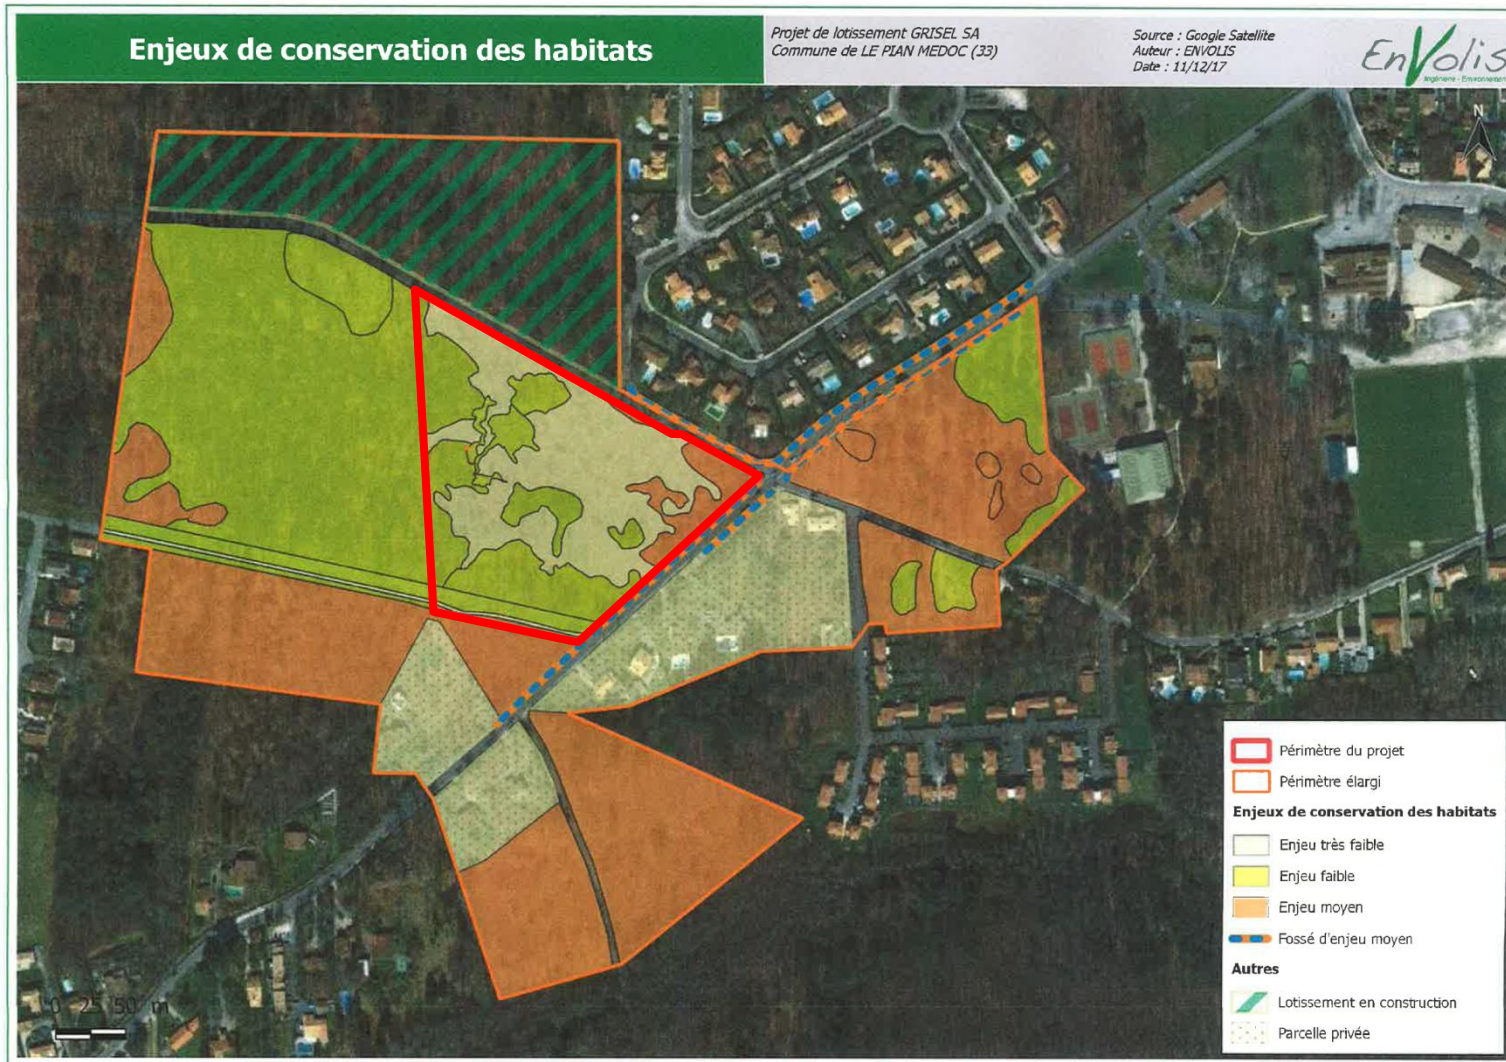 Enjeux de conservation des habitats
Projet de lotissement GRISEL SA
Commune de LE PIAN MEDOC (33)
Source : Google Satellite
Auteur : ENVOLIS
Date : 11/12/17
EnVolis
Ingénierie - Environnement
N
Périmètre du projet
Périmètre élargi
Enjeux de conservation des habitats
Enjeu très faible
Enjeu faible
Enjeu moyen
Fossé d'enjeu moyen
Autres
Lotissement en construction
Parcelle privée
0 25 50 m